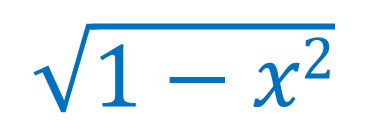 √1 − x²